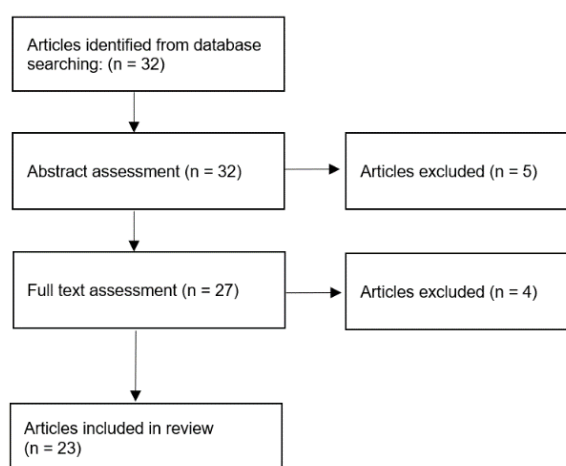 Articles identified from database
searching: (n = 32)
Abstract assessment (n = 32)
Articles excluded (n = 5)
Full text assessment (n = 27)
Articles excluded (n = 4)
Articles included in review
(n = 23)